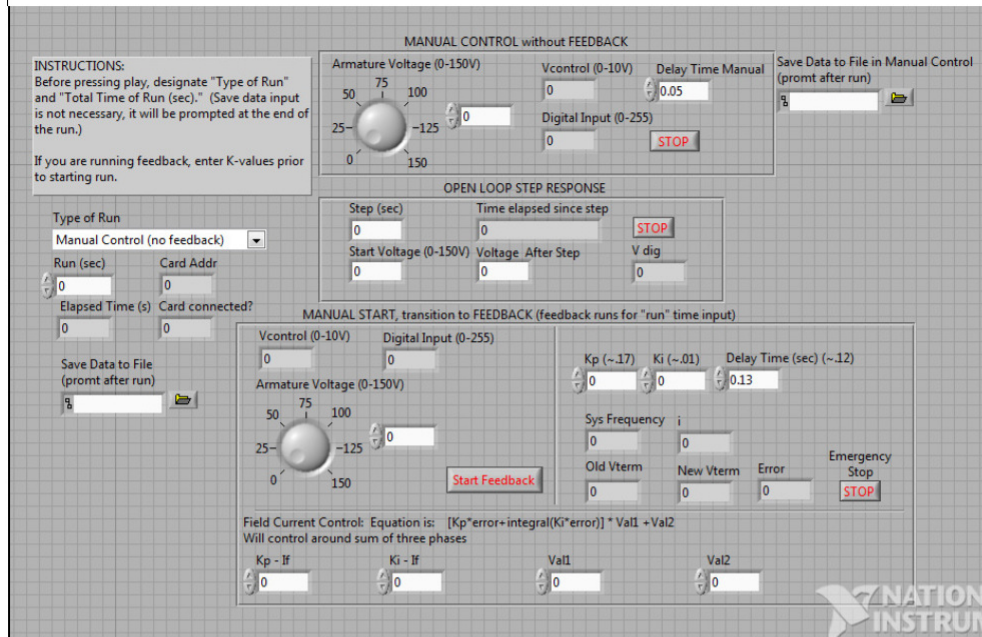 MANUAL CONTROL without FEEDBACK
INSTRUCTIONS:
Before pressing play, designate "Type of Run"
and "Total Time of Run (sec)." (Save data input
is not necessary, it will be prompted at the end of
the run.)
If you are running feedback, enter K-values prior
to starting run.
Armature Voltage (0-150V)
0
25
50
75
100
125
150
0
Vcontrol (0-10V)
0
Delay Time Manual
0.05
Digital Input (0-255)
0
STOP
Save Data to File in Manual Control
(promt after run)
OPEN LOOP STEP RESPONSE
Step (sec)
0
Time elapsed since step
0
STOP
Start Voltage (0-150V)
0
Voltage After Step
0
V dig
0
Type of Run
Manual Control (no feedback)
Run (sec)
0
Card Addr
0
Elapsed Time (s)
0
Card connected?
0
Save Data to File
(promt after run)
MANUAL START, transition to FEEDBACK (feedback runs for "run" time input)
Vcontrol (0-10V)
0
Digital Input (0-255)
0
Armature Voltage (0-150V)
0
25
50
75
100
125
150
0
Start Feedback
Kp (~.17)
0
Ki (~.01)
0
Delay Time (sec) (~.12)
0.13
Sys Frequency
0
i
0
Old Vterm
0
New Vterm
0
Error
0
Emergency
Stop
STOP
Field Current Control: Equation is: [Kp*error+integral(Ki*error)] * Val1 +Val2
Will control around sum of three phases
Kp - If
0
Ki - If
0
Val1
0
Val2
0